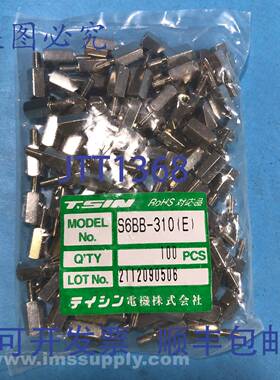 盗图必究
TSIN RoHS 対応品
MODEL No. S6BB-310(E)
JTT1368
Q'TY 100 PCS
LOT No. 2TT2090506
テイシン電機株式会社
可开发票 顺丰包邮
www.imssupply.com